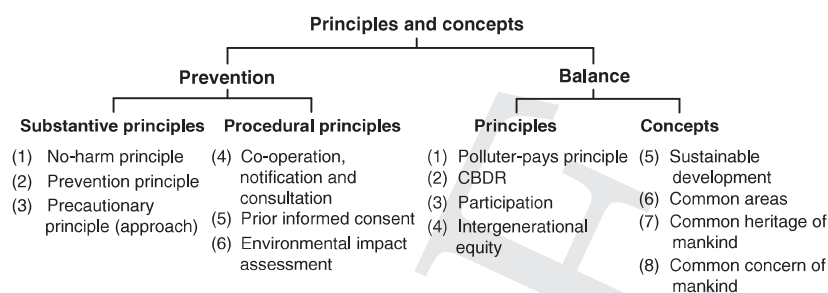 Principles and concepts
Prevention
Balance
Substantive principles
(1) No-harm principle
(2) Prevention principle
(3) Precautionary
principle (approach)
Procedural principles
(4) Co-operation,
notification and
consultation
(5) Prior informed consent
(6) Environmental impact
assessment
Principles
(1) Polluter-pays principle
(2) CBDR
(3) Participation
(4) Intergenerational
equity
Concepts
(5) Sustainable
development
(6) Common areas
(7) Common heritage of
mankind
(8) Common concern of
mankind